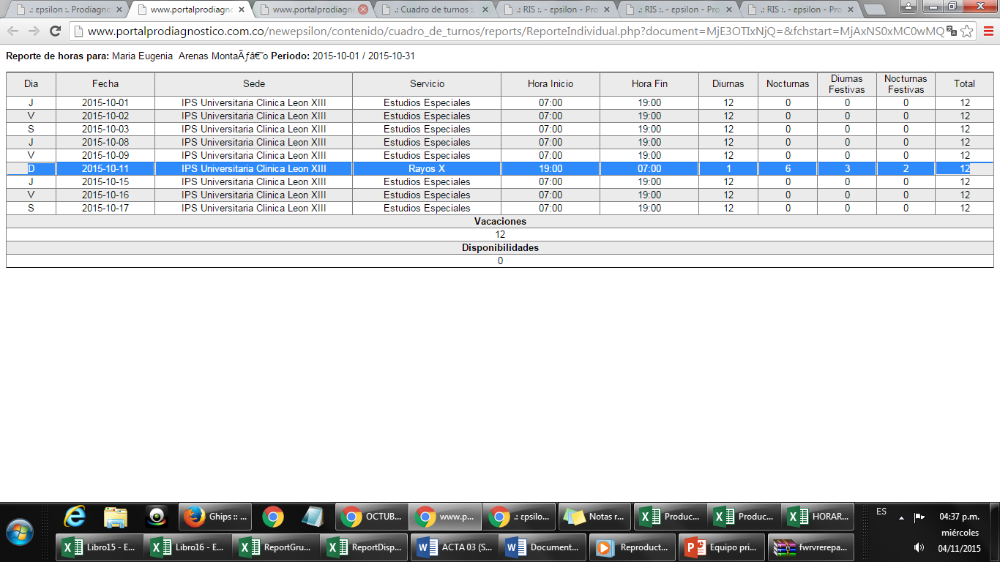 .: εpsilon :. Prodiagno
www.portalprodiagno
www.portalprodiagn
.: Cuadro de turnos :.
.: RIS :. - εpsilon - Pro
.: RIS :. - εpsilon - Pro
.: RIS :. - εpsilon - Pro
www.portalprodiagnostico.com.co/newepsilon/contenido/cuadro_de_turnos/reports/ReporteIndividual.php?document=MjE3OTIxNjQ=&fchstart=MjAxNS0xMC0wMQ
Reporte de horas para: Maria Eugenia Arenas MontaÃƒâ€˜o Periodo: 2015-10-01 / 2015-10-31
Dia Fecha Sede Servicio Hora Inicio Hora Fin Diurnas Nocturnas Diurnas Festivas Nocturnas Festivas Total
J 2015-10-01 IPS Universitaria Clinica Leon XIII Estudios Especiales 07:00 19:00 12 0 0 0 12
V 2015-10-02 IPS Universitaria Clinica Leon XIII Estudios Especiales 07:00 19:00 12 0 0 0 12
S 2015-10-03 IPS Universitaria Clinica Leon XIII Estudios Especiales 07:00 19:00 12 0 0 0 12
J 2015-10-08 IPS Universitaria Clinica Leon XIII Estudios Especiales 07:00 19:00 12 0 0 0 12
V 2015-10-09 IPS Universitaria Clinica Leon XIII Estudios Especiales 07:00 19:00 12 0 0 0 12
D 2015-10-11 IPS Universitaria Clinica Leon XIII Rayos X 19:00 07:00 1 6 3 2 12
J 2015-10-15 IPS Universitaria Clinica Leon XIII Estudios Especiales 07:00 19:00 12 0 0 0 12
V 2015-10-16 IPS Universitaria Clinica Leon XIII Estudios Especiales 07:00 19:00 12 0 0 0 12
S 2015-10-17 IPS Universitaria Clinica Leon XIII Estudios Especiales 07:00 19:00 12 0 0 0 12
Vacaciones
12
Disponibilidades
0
Ghips :: ...
OCTUB...
www.p...
.: εpsilo...
Notas r...
Produc...
Produc...
HORAR...
ES
04:37 p.m.
miércoles
04/11/2015
Libro15 - E...
Libro16 - E...
ReportGru...
ReportDisp...
ACTA 03 (S...
Document...
Reproduct...
Equipo pri...
fwrvrerepa...